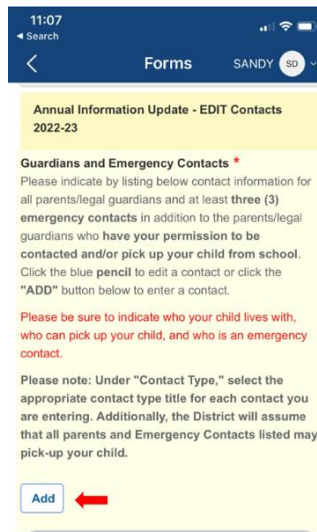 11:07
◀ Search
Forms
SANDY SD
Annual Information Update - EDIT Contacts
2022-23
Guardians and Emergency Contacts *
Please indicate by listing below contact information for
all parents/legal guardians and at least three (3)
emergency contacts in addition to the parents/legal
guardians who have your permission to be
contacted and/or pick up your child from school.
Click the blue pencil to edit a contact or click the
"ADD" button below to enter a contact.
Please be sure to indicate who your child lives with,
who can pick up your child, and who is an emergency
contact.
Please note: Under "Contact Type," select the
appropriate contact type title for each contact you
are entering. Additionally, the District will assume
that all parents and Emergency Contacts listed may
pick-up your child.
Add